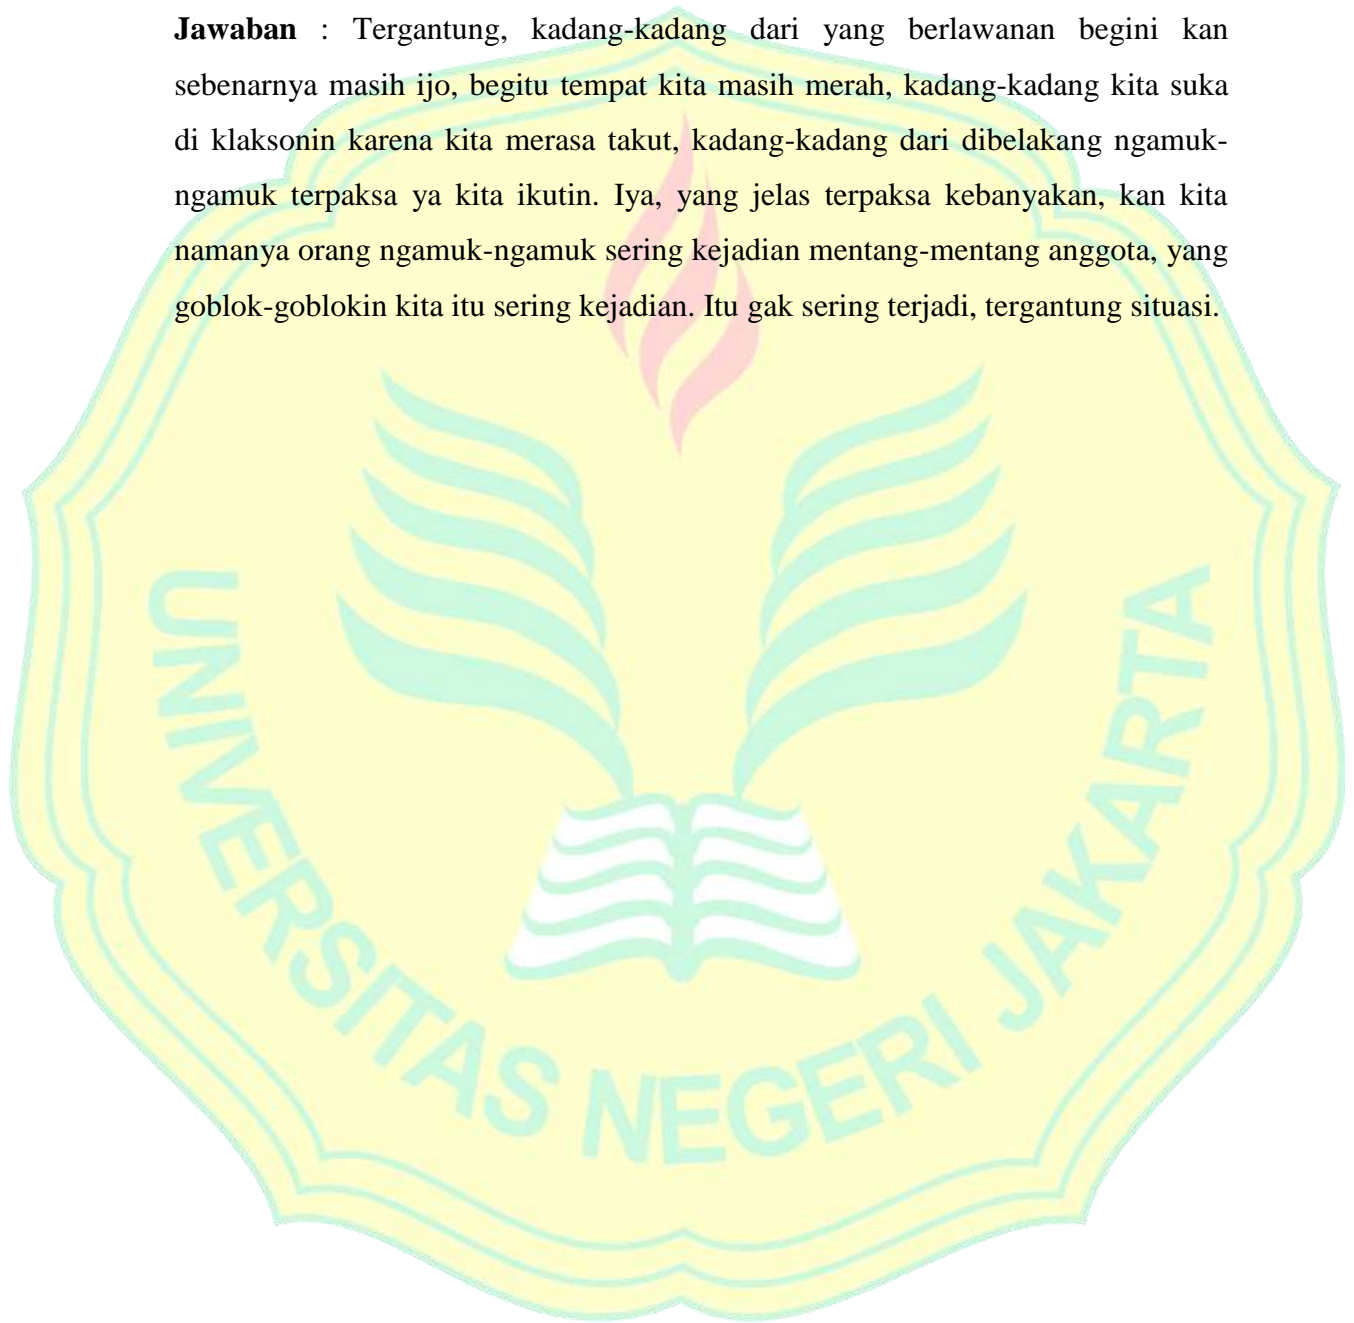 Jawaban : Tergantung, kadang-kadang dari yang berlawanan begini kan
sebenarnya masih ijo, begitu tempat kita masih merah, kadang-kadang kita suka
di klaksonin karena kita merasa takut, kadang-kadang dari dibelakang ngamuk-
ngamuk terpaksa ya kita ikutin. Iya, yang jelas terpaksa kebanyakan, kan kita
namanya orang ngamuk-ngamuk sering kejadian mentang-mentang anggota, yang
goblok-goblokin kita itu sering kejadian. Itu gak sering terjadi, tergantung situasi.
UNIVERSITAS NEGERI JAKARTA